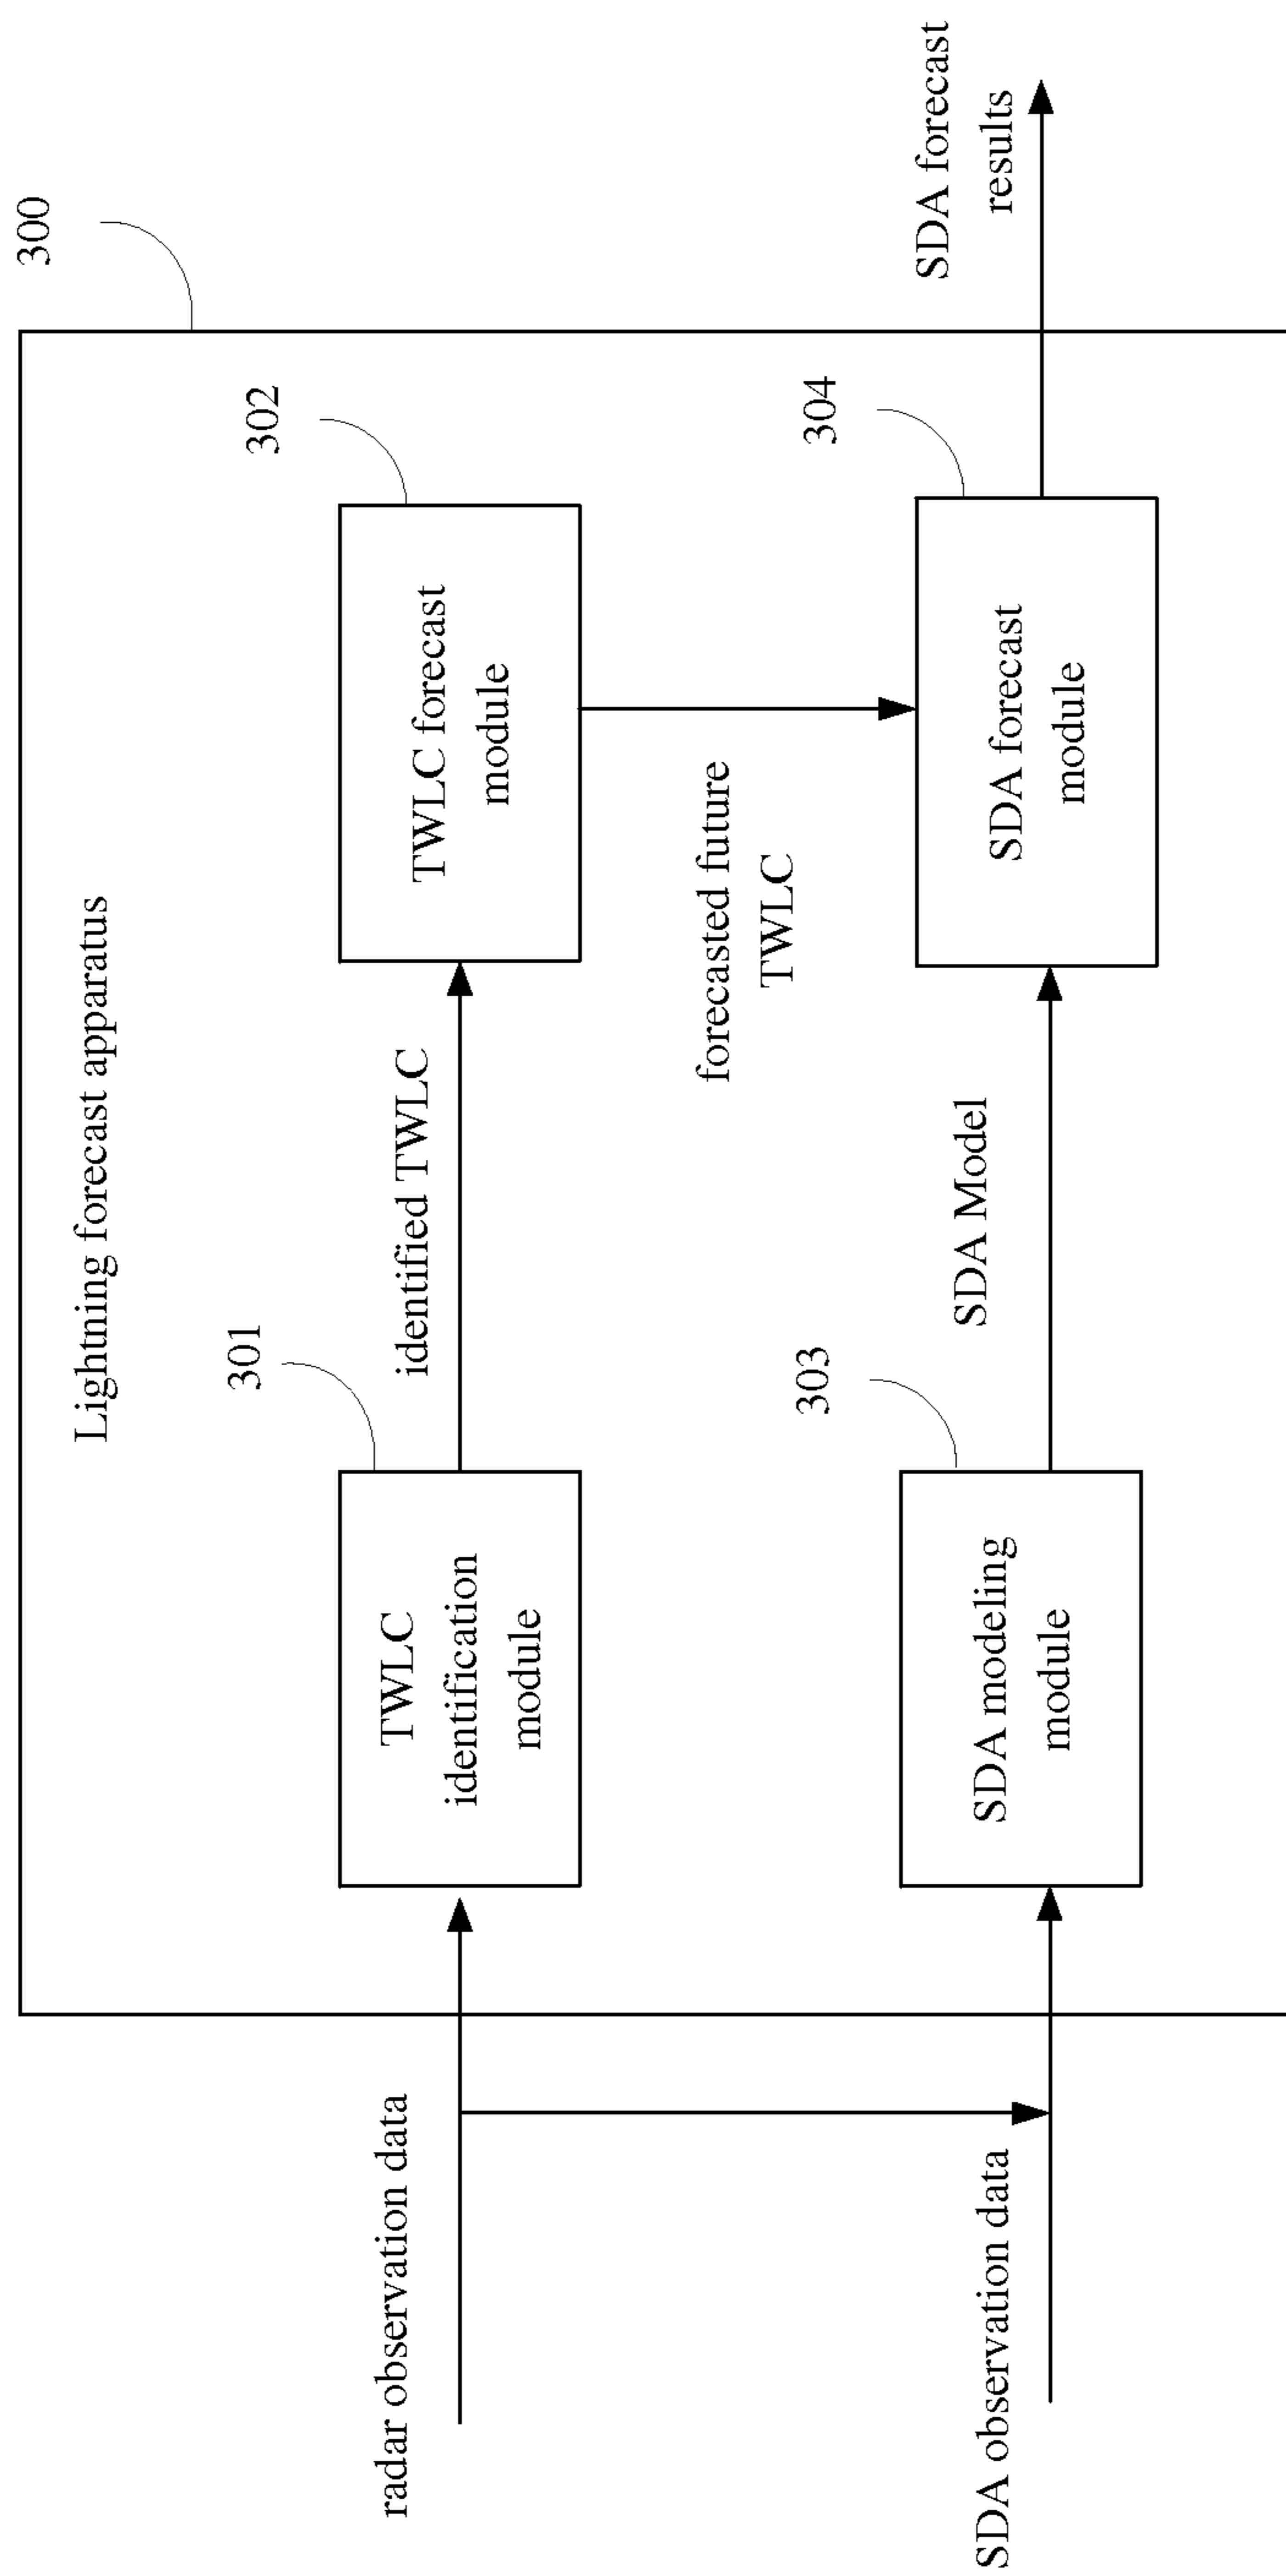 300
Lightning forecast apparatus
301
302
radar observation data
TWLC
identification
module
identified TWLC
TWLC forecast
module
forecasted future
TWLC
303
304
SDA observation data
SDA modeling
module
SDA Model
SDA forecast
module
SDA forecast
results